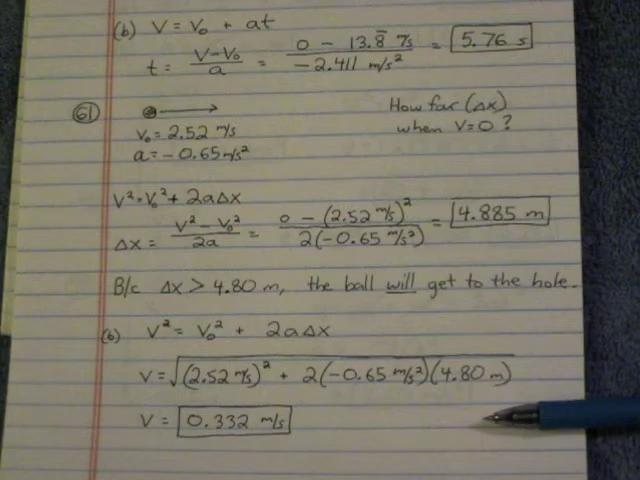 (b) V = V₀ + at
t = (V-V₀)/a = (0 - 13.8̄ m/s)/(-2.411 m/s²) = 5.76 s
61
How far (Δx)
when V=0?
V₀ = 2.52 m/s
a = -0.65 m/s²
V² = V₀² + 2aΔx
Δx = (V² - V₀²)/2a = (0 - (2.52 m/s)²)/(2(-0.65 m/s²)) = 4.885 m
B/c Δx > 4.80 m, the ball will get to the hole.
(b) V² = V₀² + 2aΔx
V = √((2.52 m/s)² + 2(-0.65 m/s²)(4.80 m))
V = 0.332 m/s